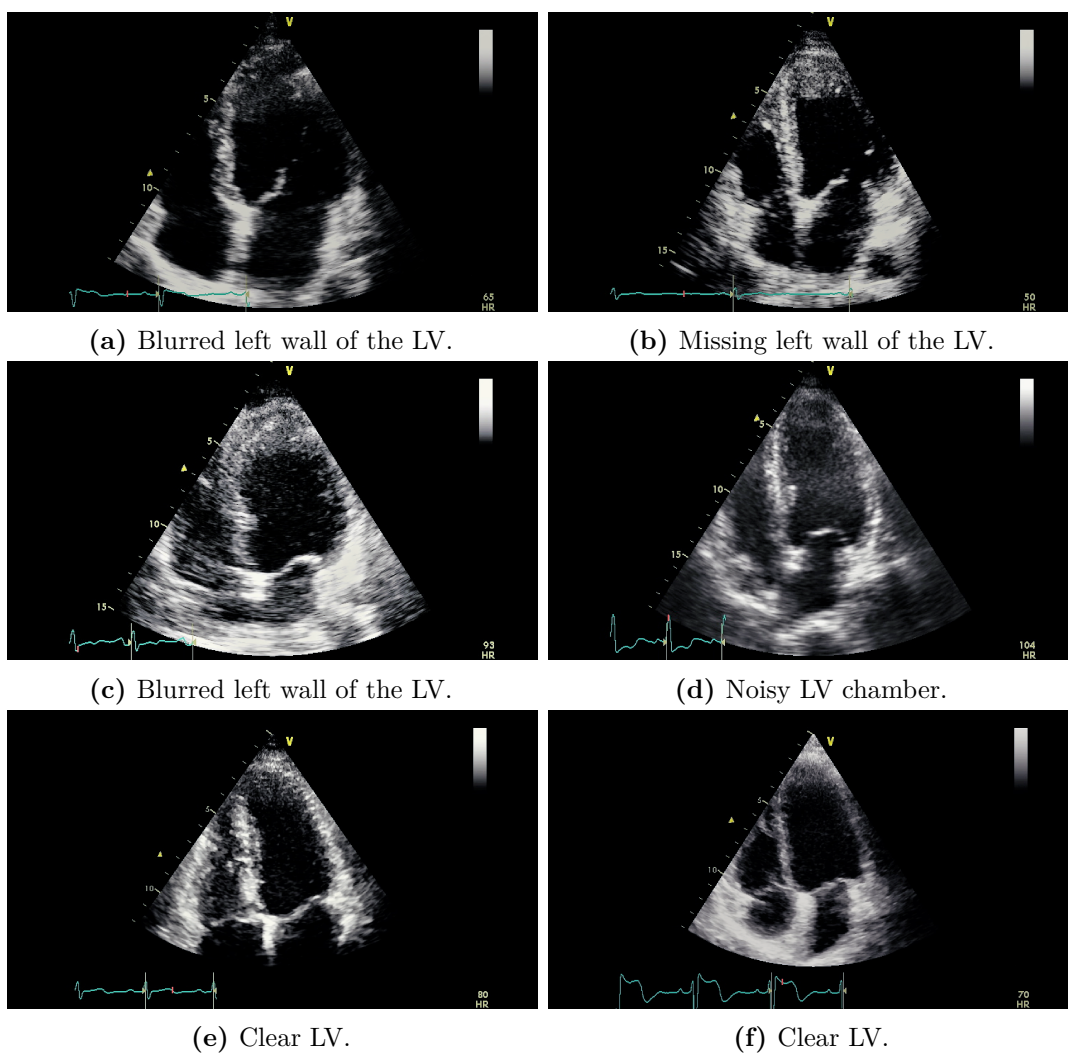 V
5
10
65
HR
V
5
10
15
50
HR
(a) Blurred left wall of the LV.
(b) Missing left wall of the LV.
V
5
10
15
93
HR
V
5
10
15
104
HR
(c) Blurred left wall of the LV.
(d) Noisy LV chamber.
V
5
10
80
HR
V
5
10
70
HR
(e) Clear LV.
(f) Clear LV.